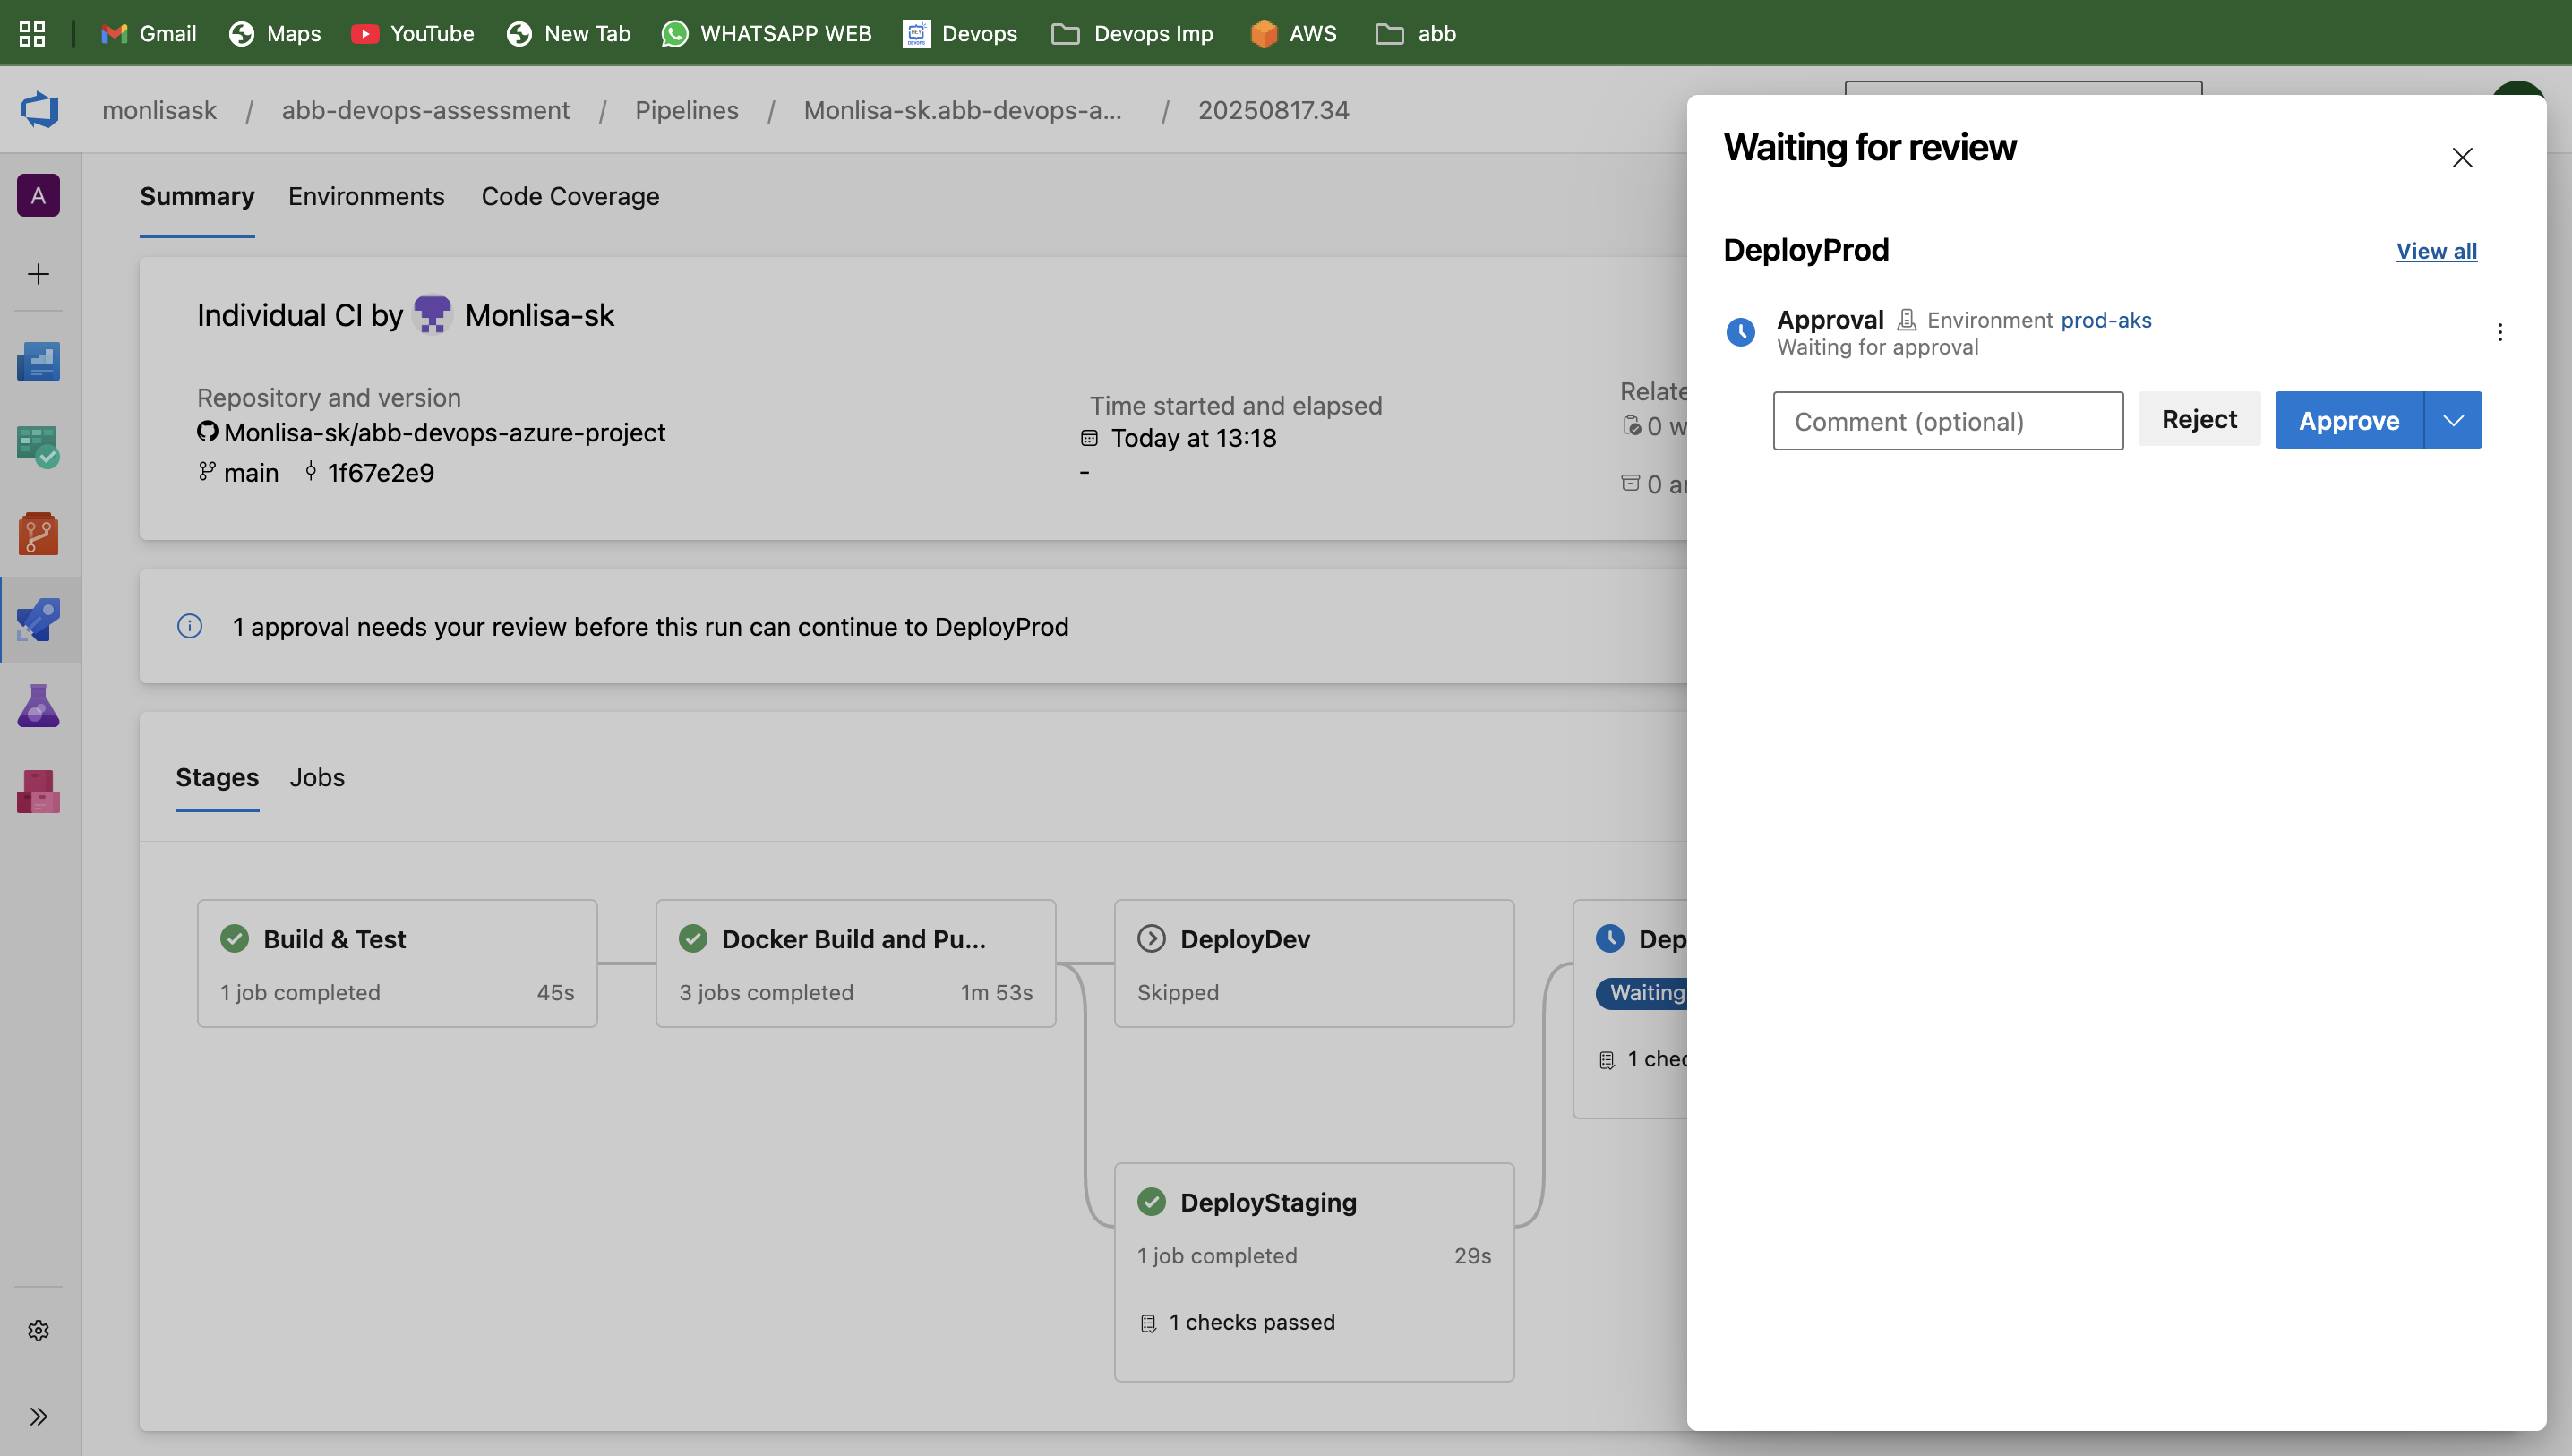 Gmail Maps YouTube New Tab WHATSAPP WEB Devops Devops Imp AWS abb
monlisask / abb-devops-assessment / Pipelines / Monlisa-sk.abb-devops-a... / 20250817.34
A
Summary Environments Code Coverage
Individual CI by Monlisa-sk
Repository and version
Monlisa-sk/abb-devops-azure-project
main 1f67e2e9
Time started and elapsed
Today at 13:18
-
Relate
0 w
0 ar
1 approval needs your review before this run can continue to DeployProd
Stages Jobs
Build & Test
1 job completed 45s
Docker Build and Pu...
3 jobs completed 1m 53s
DeployDev
Skipped
Dep
Waiting
1 chec
DeployStaging
1 job completed 29s
1 checks passed
Waiting for review
DeployProd View all
Approval Environment prod-aks
Waiting for approval
Comment (optional) Reject Approve